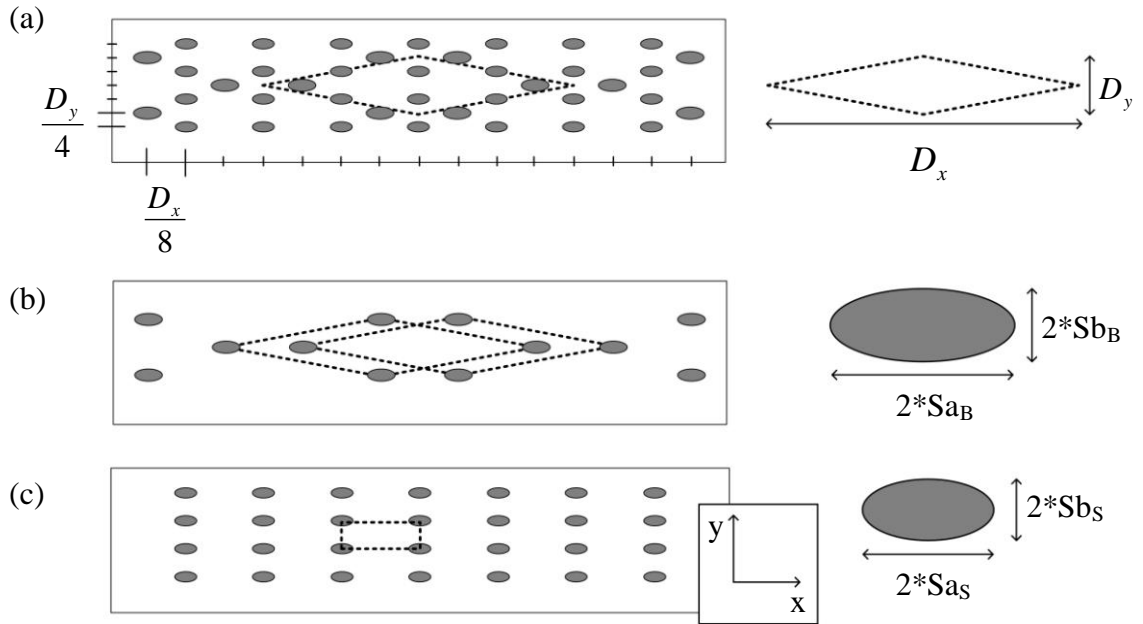 (a)
D_y
D_y
4
D_x
D_x
8
(b)
2*Sb_B
2*Sa_B
(c)
y
x
2*Sb_S
2*Sa_S